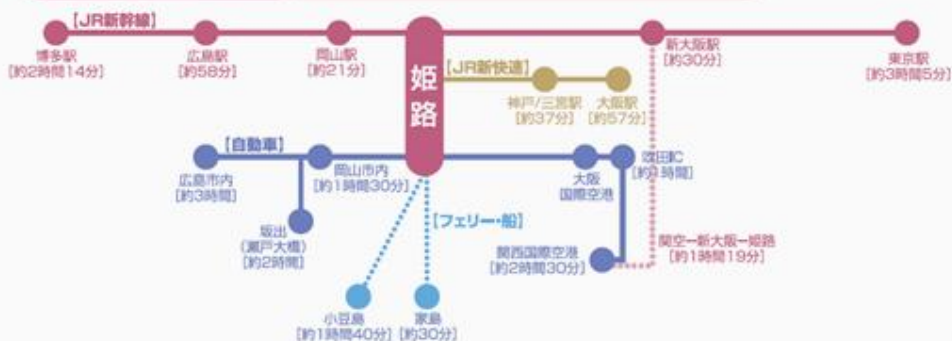 【JR新幹線】
博多駅
[約2時間14分]
広島駅
[約58分]
岡山駅
[約21分]
姫路
新大阪駅
[約30分]
東京駅
[約3時間5分]
【JR新快速】
神戸/三宮駅
[約37分]
大阪駅
[約57分]
【自動車】
広島市内
[約3時間]
岡山市内
[約1時間30分]
大阪
国際空港
吹田IC
[約1時間]
坂出
(瀬戸大橋)
[約2時間]
【フェリー・船】
関西国際空港
[約2時間30分]
関空ー新大阪ー姫路
[約1時間19分]
小豆島
[約1時間40分]
家島
[約30分]